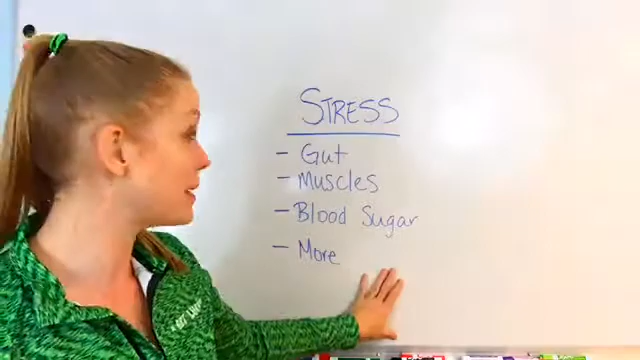 STRESS
- Gut
- Muscles
- Blood Sugar
- More